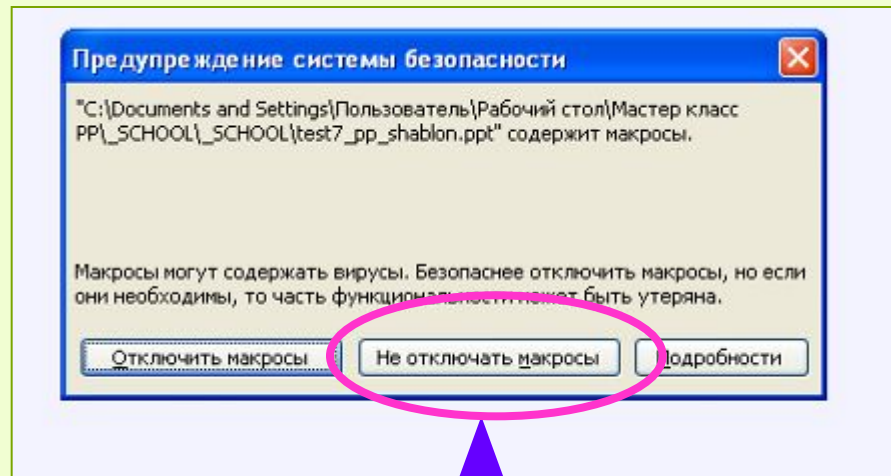 Предупреждение системы безопасности
"C:\Documents and Settings\Пользователь\Рабочий стол\Мастер класс
PP\_SCHOOL\_SCHOOL\test7_pp_shablon.ppt" содержит макросы.
Макросы могут содержать вирусы. Безопаснее отключить макросы, но если
они необходимы, то часть функциональности может быть утеряна.
Отключить макросы Не отключать макросы Подробности